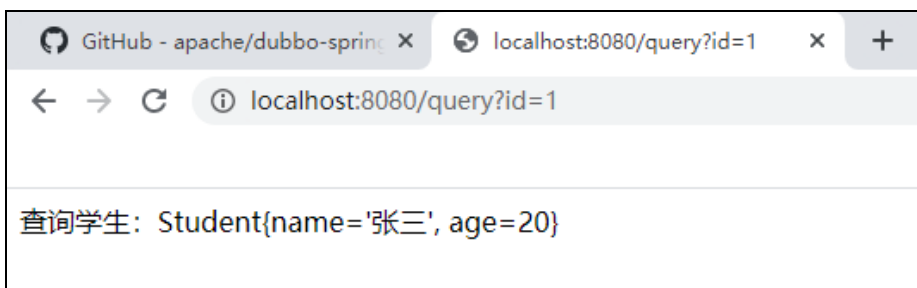 GitHub - apache/dubbo-spring
localhost:8080/query?id=1
localhost:8080/query?id=1
查询学生：Student{name='张三', age=20}